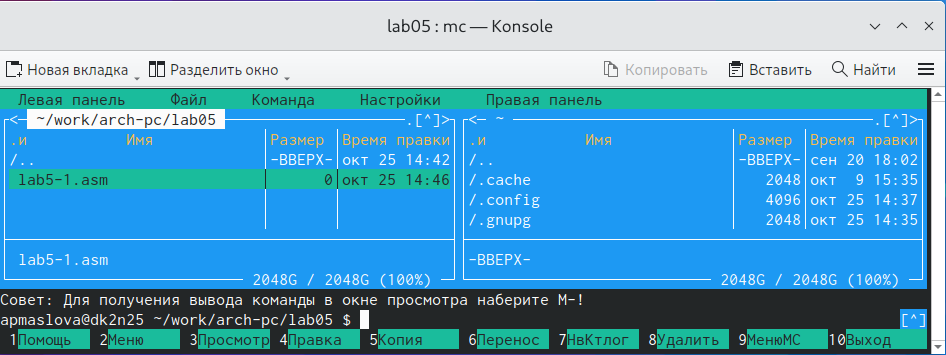 lab05 : mc — Konsole
Новая вкладка Разделить окно Копировать Вставить Найти
Левая панель Файл Команда Настройки Правая панель
<─ ~/work/arch-pc/lab05 .[^]> <─ ~ .[^]>
.и Имя Размер Время правки .и Имя Размер Время правки
/.. -ВВЕРХ- окт 25 14:42 /.. -ВВЕРХ- сен 20 18:02
lab5-1.asm 0 окт 25 14:46 /.cache 2048 окт 9 15:35
/.config 4096 окт 25 14:37
/.gnupg 2048 окт 25 14:35
lab5-1.asm -ВВЕРХ-
2048G / 2048G (100%) 2048G / 2048G (100%)
Совет: Для получения вывода команды в окне просмотра наберите M-!
apmaslova@dk2n25 ~/work/arch-pc/lab05 $ [^]
1Помощь 2Меню 3Просмотр 4Правка 5Копия 6Перенос 7НвКтлог 8Удалить 9МенюMC 10Выход